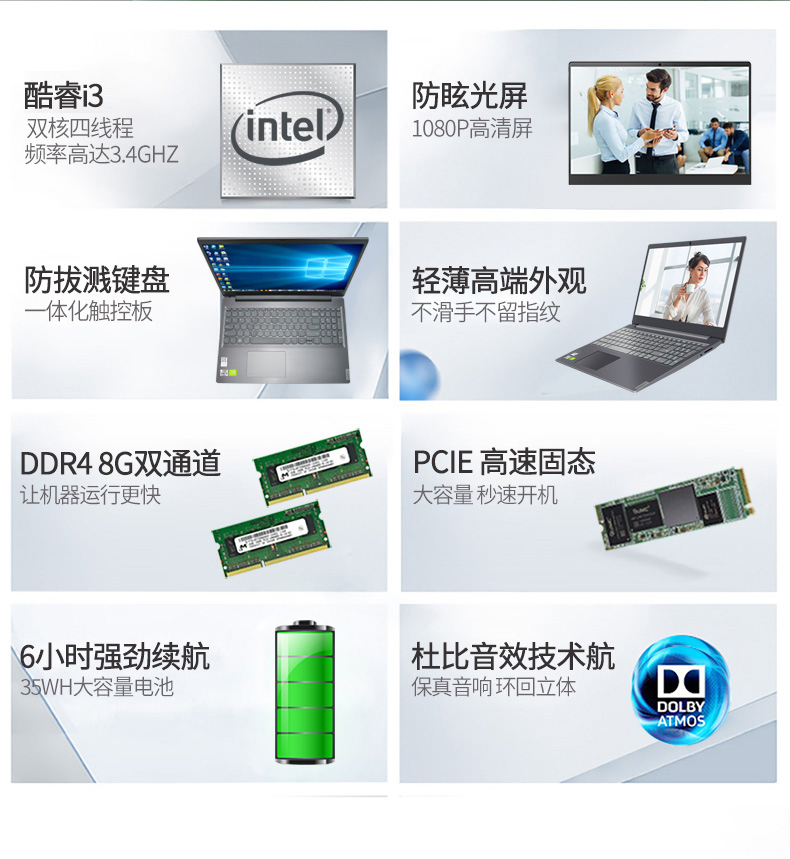 酷睿i3
双核四线程
频率高达3.4GHZ
intel
防眩光屏
1080P高清屏
防拔溅键盘
一体化触控板
轻薄高端外观
不滑手不留指纹
DDR4 8G双通道
让机器运行更快
PCIE 高速固态
大容量 秒速开机
6小时强劲续航
35WH大容量电池
杜比音效技术航
保真音响 环回立体
DOLBY
ATMOS